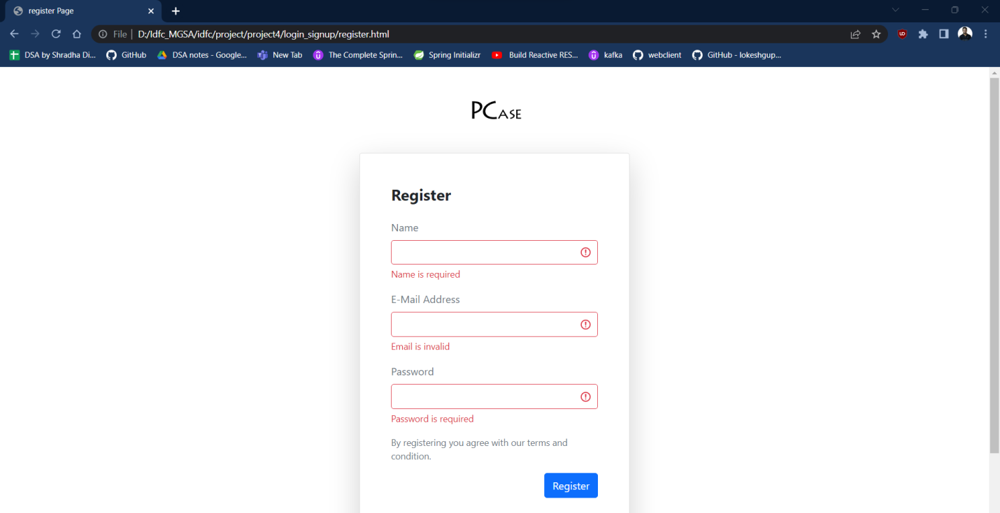 register Page
File D:/Idfc_MGSA/idfc/project/project4/login_signup/register.html
DSA by Shradha Di... GitHub DSA notes - Google... New Tab The Complete Sprin... Spring Initializr Build Reactive RES... kafka webclient GitHub - lokeshgup...
PCASE
Register
Name
Name is required
E-Mail Address
Email is invalid
Password
Password is required
By registering you agree with our terms and
condition.
Register